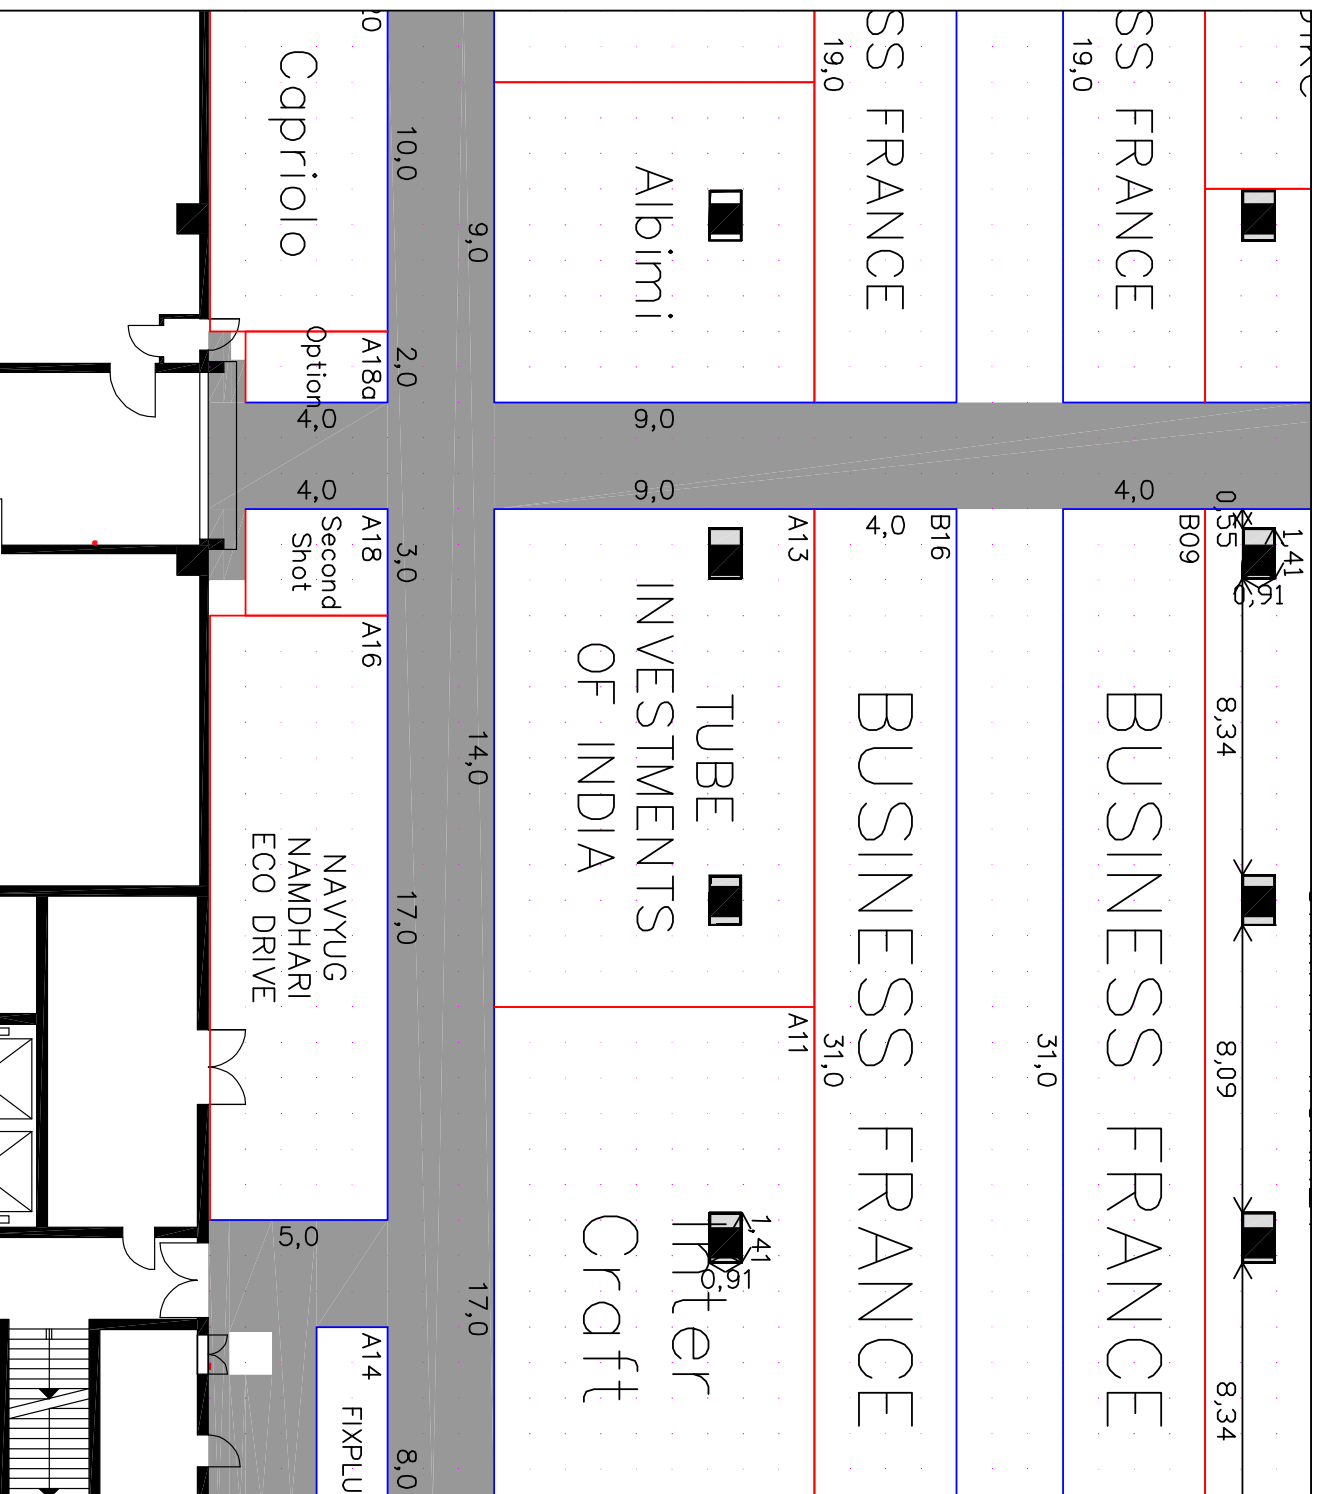 20
Capriolo
10,0
9,0
Albimi
19,0
SS FRANCE
19,0
SS FRANCE
A18a
Option
2,0
4,0
9,0
4,0
9,0
4,0
A18
Second
Shot
3,0
A13
TUBE
INVESTMENTS
OF INDIA
14,0
B16
4,0
BUSINESS FRANCE
31,0
31,0
B09
BUSINESS FRANCE
0,55
1,41
0,91
8,34
8,09
8,34
A16
NAVYUG
NAMDHARI
ECO DRIVE
17,0
5,0
A11
Inter
Craft
1,41
0,91
17,0
A14
FIXPLU
8,0